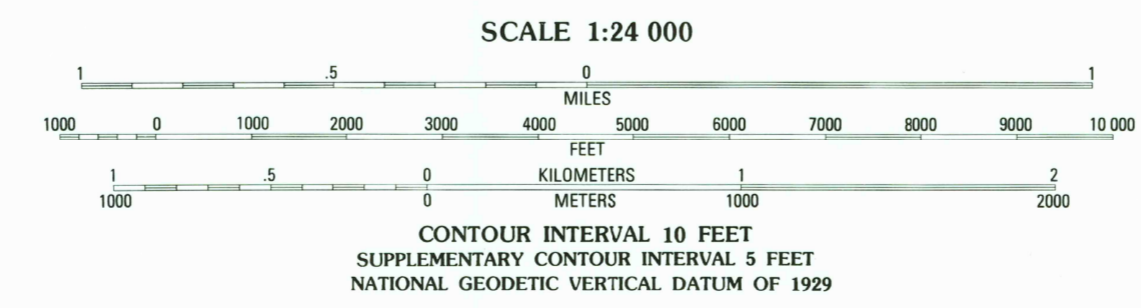 SCALE 1:24 000
1 .5 0 1
MILES
1000 0 1000 2000 3000 4000 5000 6000 7000 8000 9000 10 000
FEET
1 .5 0 KILOMETERS 1 2
1000 0 METERS 1000 2000
CONTOUR INTERVAL 10 FEET
SUPPLEMENTARY CONTOUR INTERVAL 5 FEET
NATIONAL GEODETIC VERTICAL DATUM OF 1929